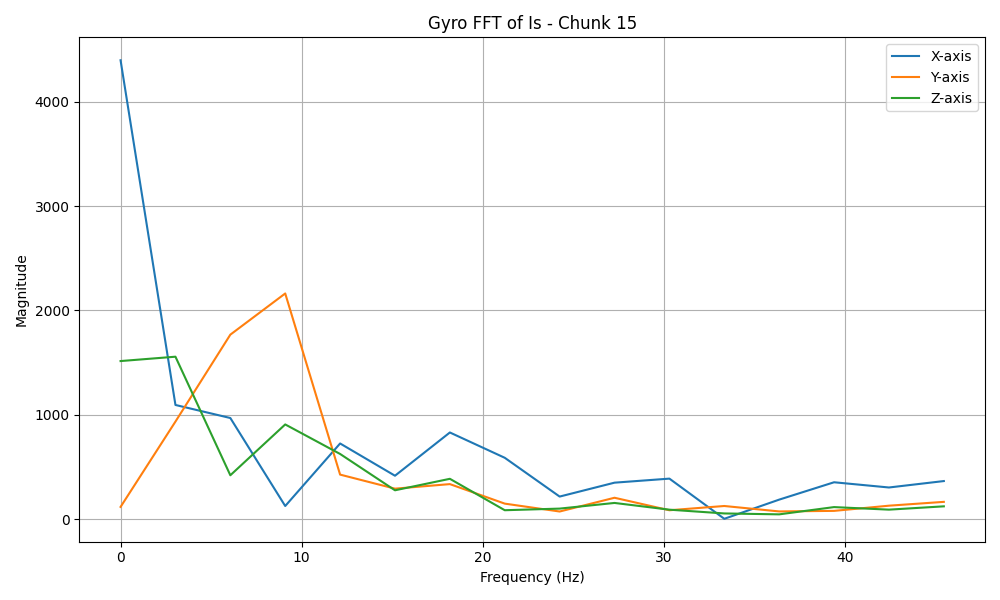 Gyro FFT of Is - Chunk 15
X-axis
Y-axis
Z-axis
Magnitude
4000
3000
2000
1000
0
0 10 20 30 40
Frequency (Hz)